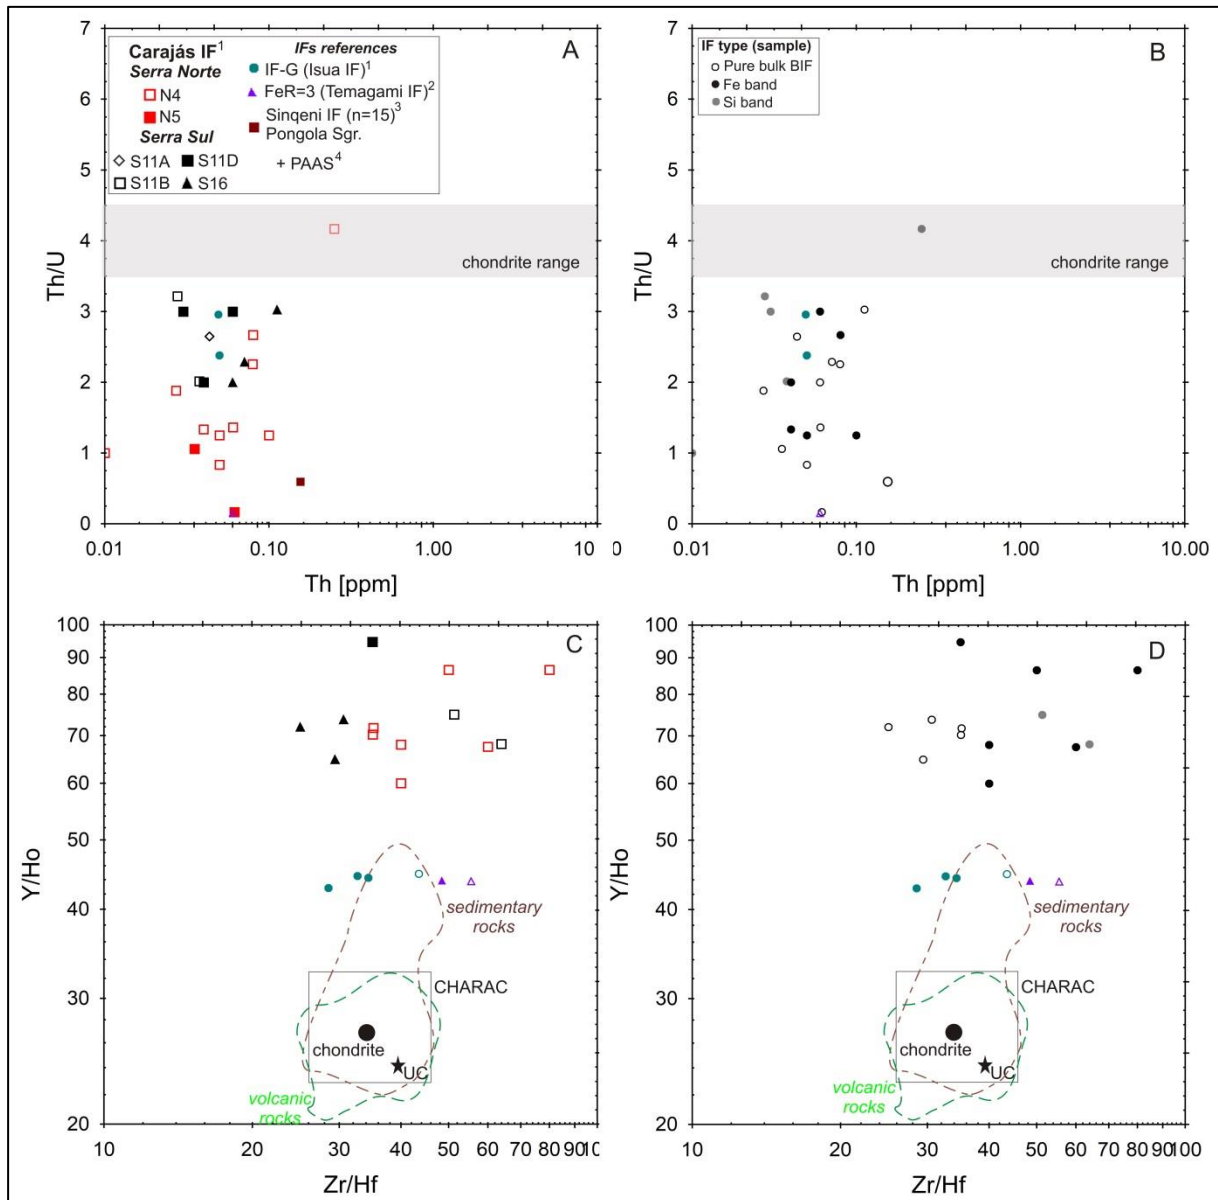 A
Carajás IF1
Serra Norte
N4
N5
Serra Sul
S11A
S11D
S11B
S16
IFs references
IF-G (Isua IF)1
FeR=3 (Temagami IF)2
Sinqeni IF (n=15)3
Pongola Sgr.
+ PAAS4
7
6
5
4
3
2
1
0
Th/U
chondrite range
0.01
0.10
1.00
10
Th [ppm]
B
IF type (sample)
Pure bulk BIF
Fe band
Si band
7
6
5
4
3
2
1
0
Th/U
chondrite range
0
0.01
0.10
1.00
10.00
Th [ppm]
C
100
90
80
70
60
50
40
30
20
Y/Ho
sedimentary
rocks
CHARAC
chondrite
UC
volcanic
rocks
10
20
30
40
50
60
70
80
90
10
Zr/Hf
D
100
90
80
70
60
50
40
30
20
Y/Ho
sedimentary
rocks
CHARAC
chondrite
UC
volcanic
rocks
10
20
30
40
50
60
70
80
90
100
Zr/Hf